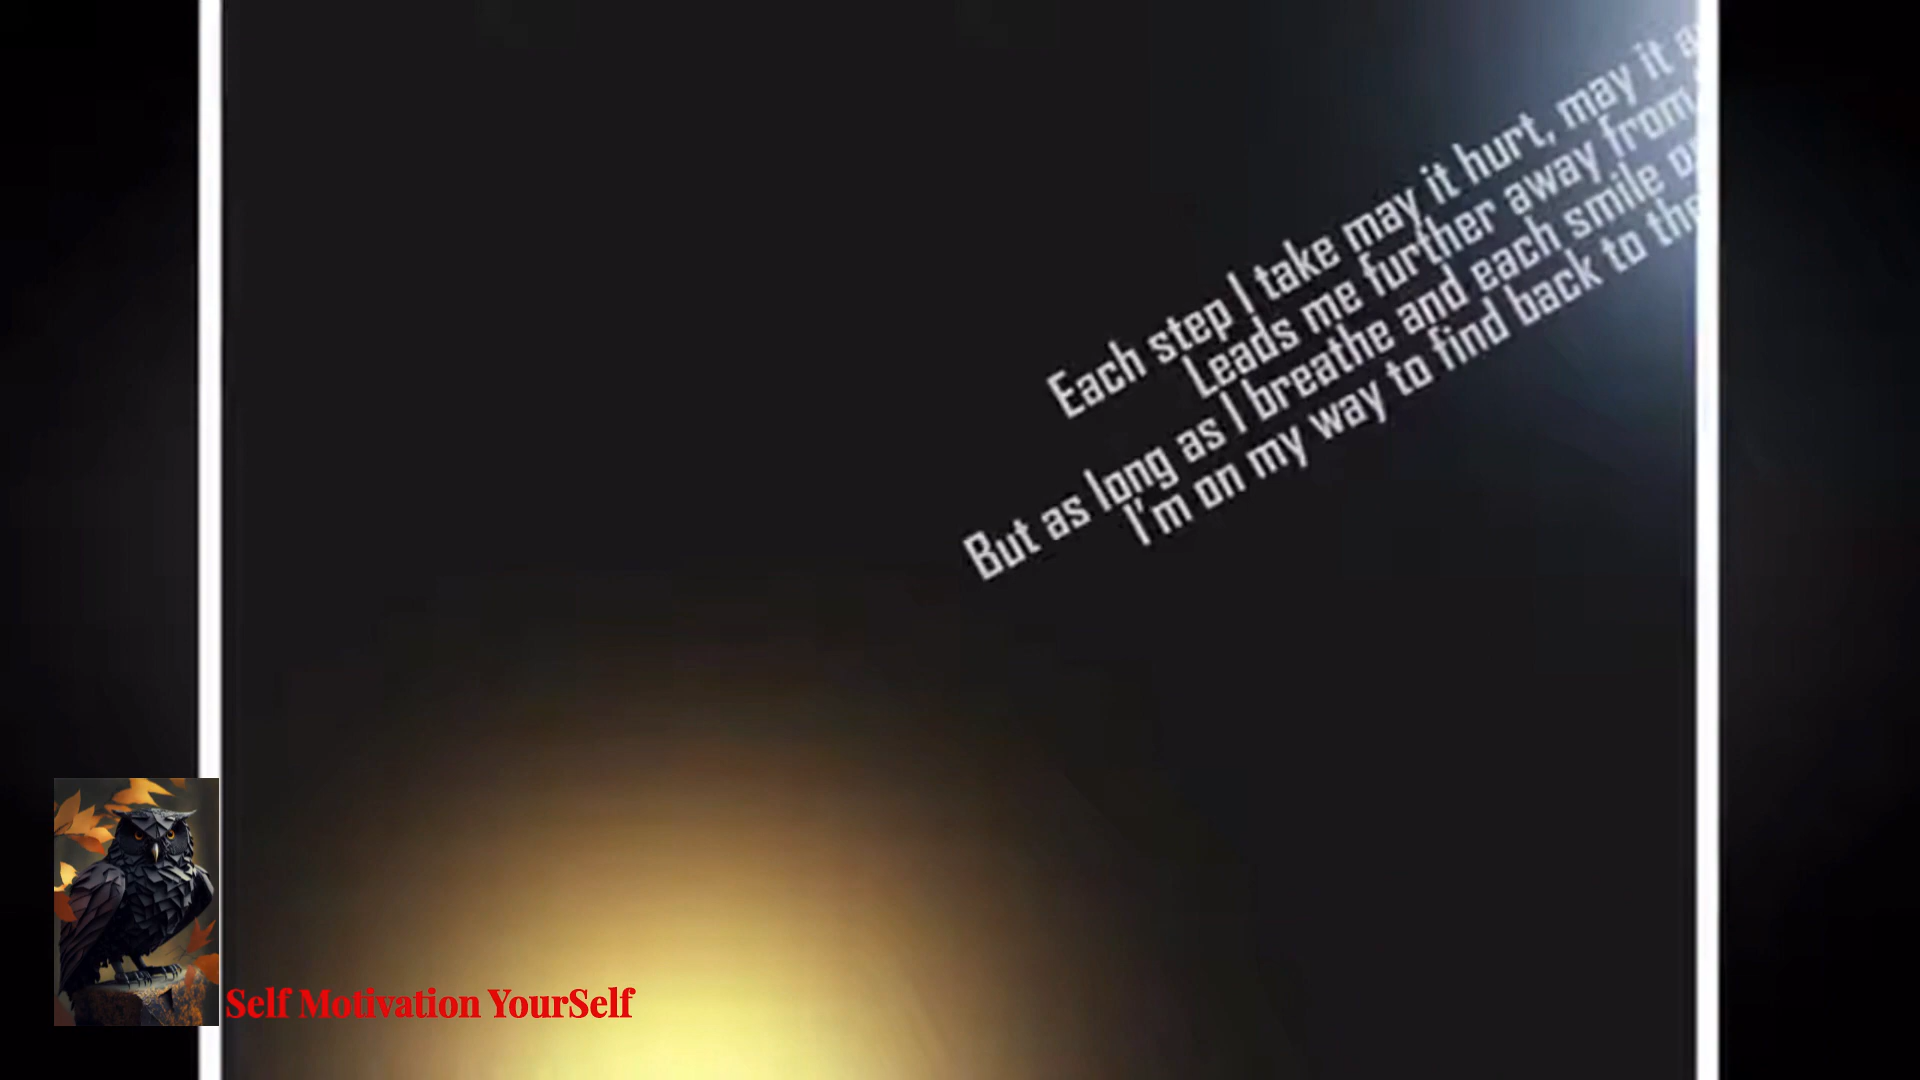 Each step I take may it hurt, may it
Leads me further away from
But as long as I breathe and each smile
I'm on my way to find back to the
Self Motivation YourSelf